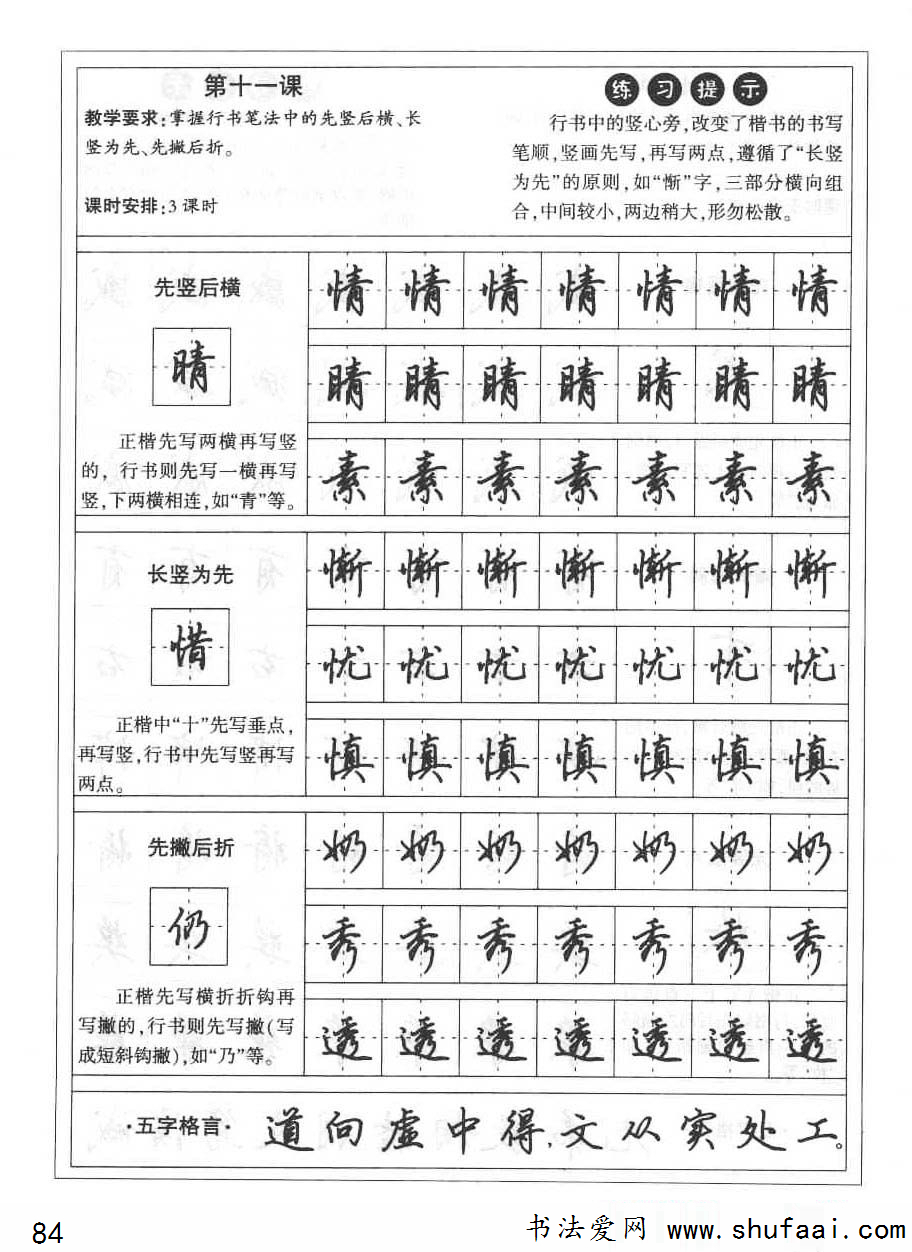 第十一课
教学要求:掌握行书笔法中的先竖后横、长
竖为先、先撇后折。
课时安排:3课时
练习提示
行书中的竖心旁,改变了楷书的书写
笔顺,竖画先写,再写两点,遵循了“长竖
为先”的原则,如“惭”字,三部分横向组
合,中间较小,两边稍大,形勿松散。
先竖后横
晴
正楷先写两横再写竖
的，行书则先写一横再写
竖,下两横相连,如“青”等。
情 情 情 情 情 情 情
睛 睛 睛 睛 睛 睛 睛
素 素 素 素 素 素 素
长竖为先
惜
正楷中“忄”先写垂点,
再写竖,行书中先写竖再写
两点。
惭 惭 惭 惭 惭 惭 惭
忧 忧 忧 忧 忧 忧 忧
慎 慎 慎 慎 慎 慎 慎
先撇后折
仍
正楷先写横折折钩再
写撇的,行书则先写撇(写
成短斜钩撇),如“乃”等。
奶 奶 奶 奶 奶 奶 奶
秀 秀 秀 秀 秀 秀 秀
透 透 透 透 透 透 透
·五字格言· 道向虚中得,文从实处工。
84
书法爱网 www.shufaai.com